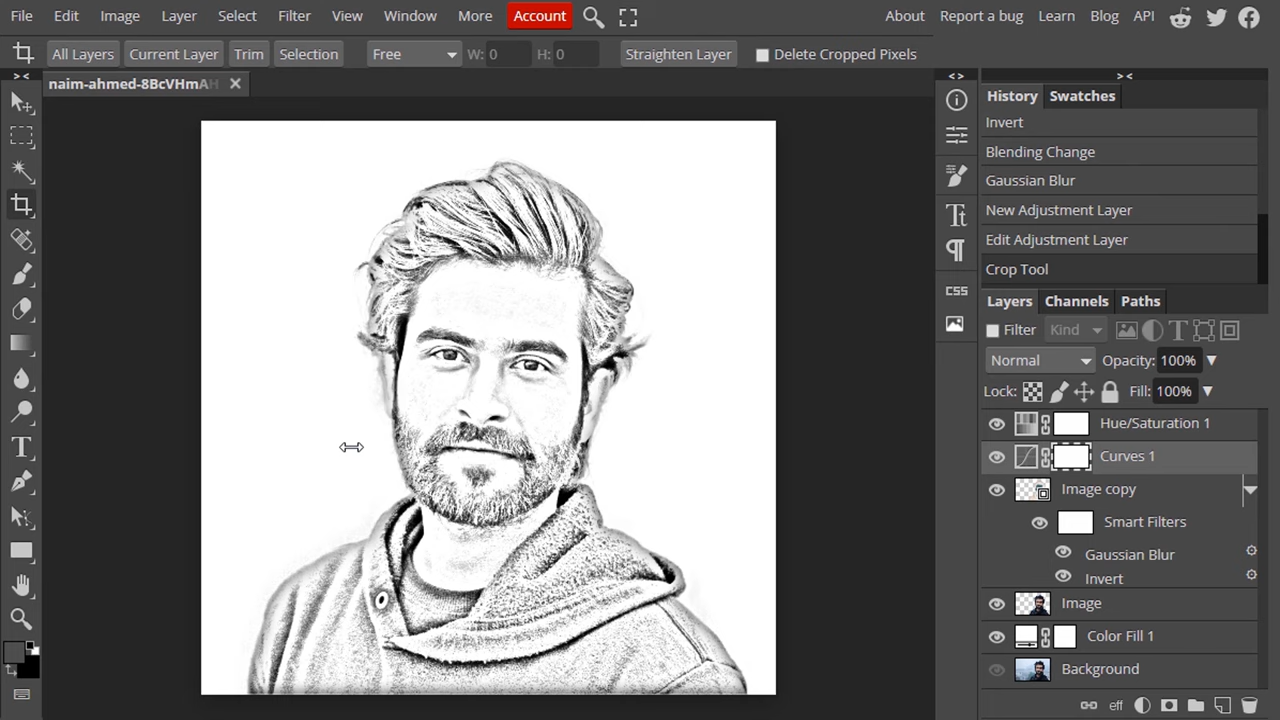 File Edit Image Layer Select Filter View Window More Account About Report a bug Learn Blog API
All Layers Current Layer Trim Selection Free W: 0 H: 0 Straighten Layer Delete Cropped Pixels
naim-ahmed-8BcVHmAH
History Swatches
Invert
Blending Change
Gaussian Blur
New Adjustment Layer
Edit Adjustment Layer
Crop Tool
CSS
Layers Channels Paths
Filter Kind
Normal Opacity: 100%
Lock: Fill: 100%
Hue/Saturation 1
Curves 1
Image copy
Smart Filters
Gaussian Blur
Invert
Image
Color Fill 1
Background
eff